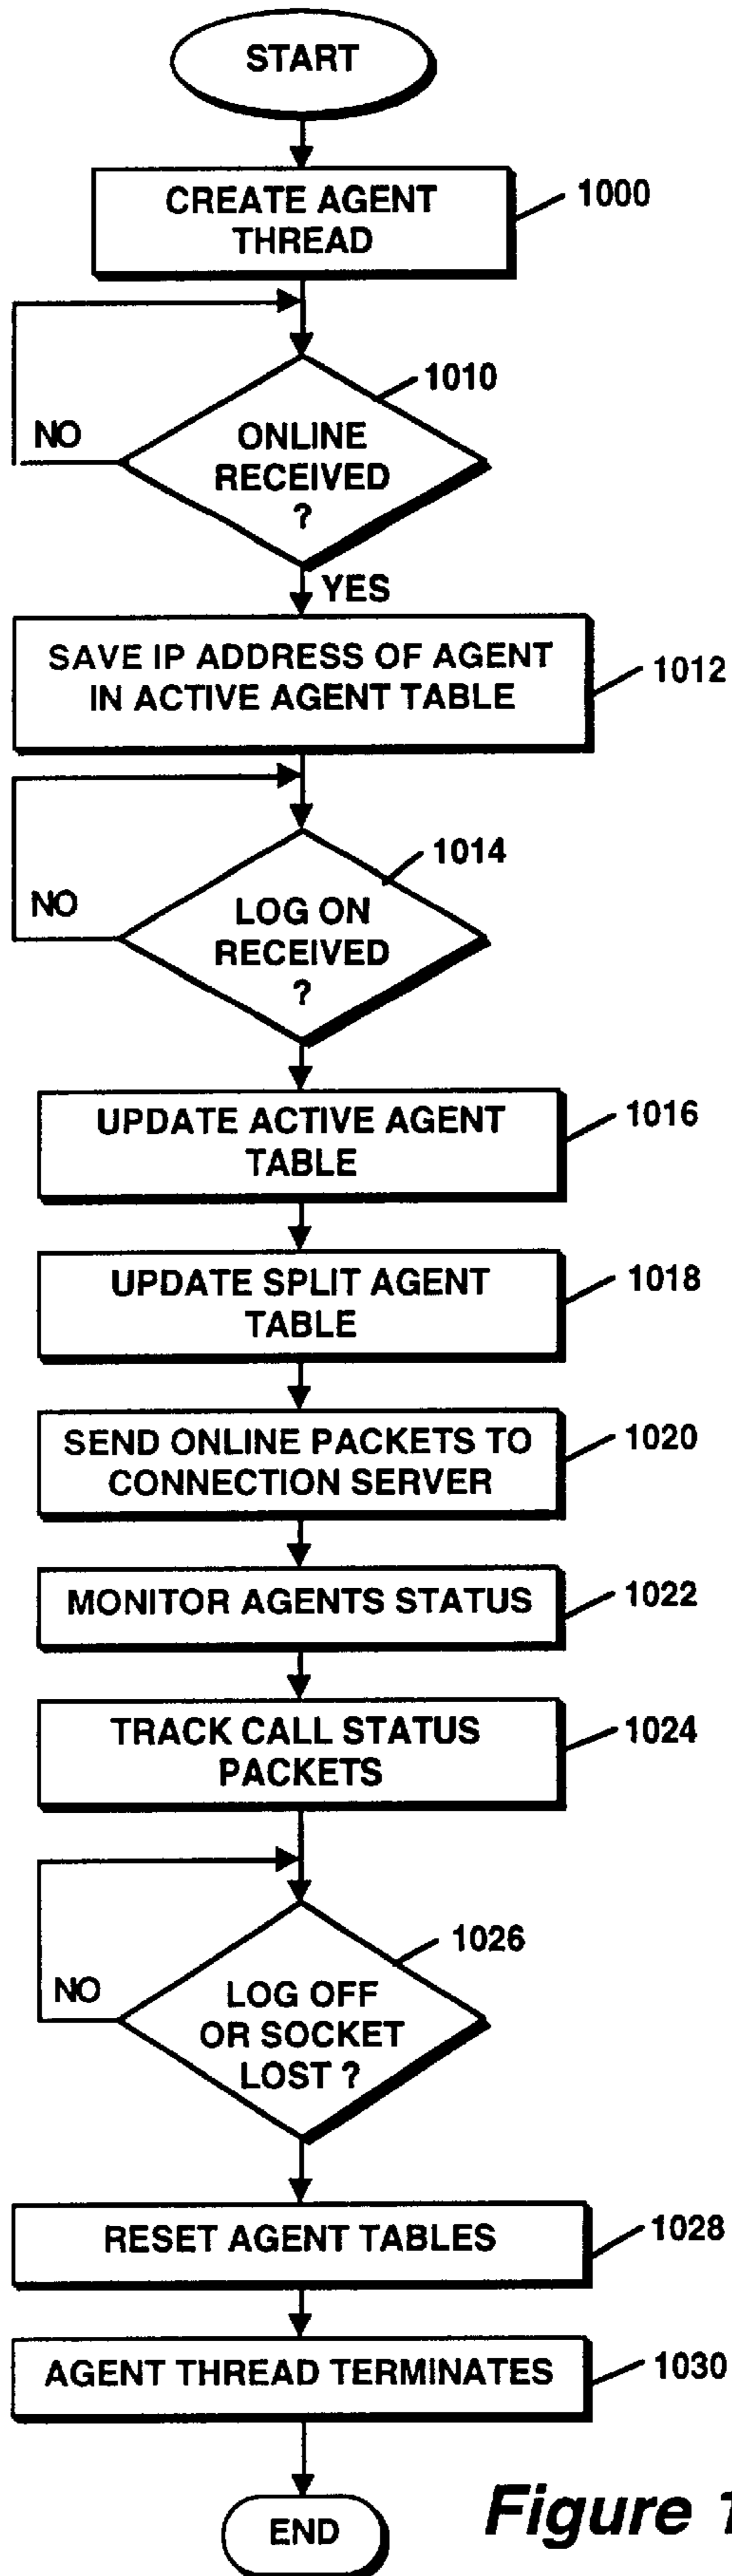 START
CREATE AGENT
THREAD
1000
1010
NO
ONLINE
RECEIVED
?
YES
SAVE IP ADDRESS OF AGENT
IN ACTIVE AGENT TABLE
1012
1014
NO
LOG ON
RECEIVED
?
UPDATE ACTIVE AGENT
TABLE
1016
UPDATE SPLIT AGENT
TABLE
1018
SEND ONLINE PACKETS TO
CONNECTION SERVER
1020
MONITOR AGENTS STATUS
1022
TRACK CALL STATUS
PACKETS
1024
1026
NO
LOG OFF
OR SOCKET
LOST ?
RESET AGENT TABLES
1028
AGENT THREAD TERMINATES
1030
END
Figure